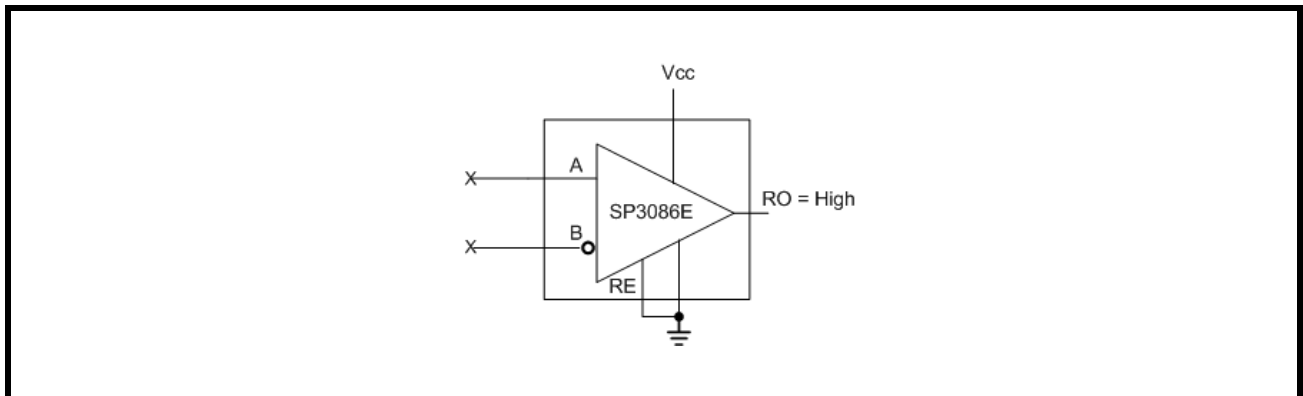 Vcc
A
X
SP3086E
RO = High
B
X
RE